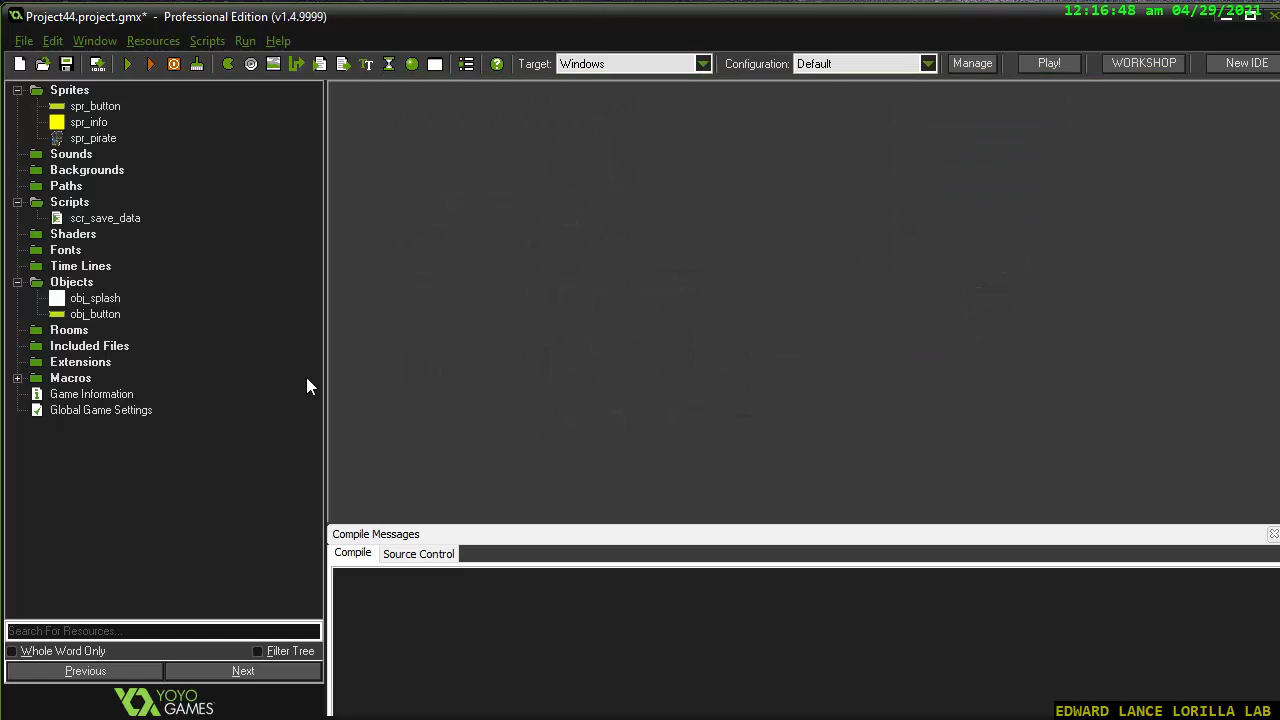 Project44.project.gmx* - Professional Edition (v1.4.9999)
12:16:48 am 04/29/2021
File Edit Window Resources Scripts Run Help
Target: Windows Configuration: Default Manage Play! WORKSHOP New IDE
Sprites
spr_button
spr_info
spr_pirate
Sounds
Backgrounds
Paths
Scripts
scr_save_data
Shaders
Fonts
Time Lines
Objects
obj_splash
obj_button
Rooms
Included Files
Extensions
Macros
Game Information
Global Game Settings
Compile Messages
Compile Source Control
Search For Resources...
Whole Word Only Filter Tree
Previous Next
YOYO
GAMES
EDWARD LANCE LORILLA LAB